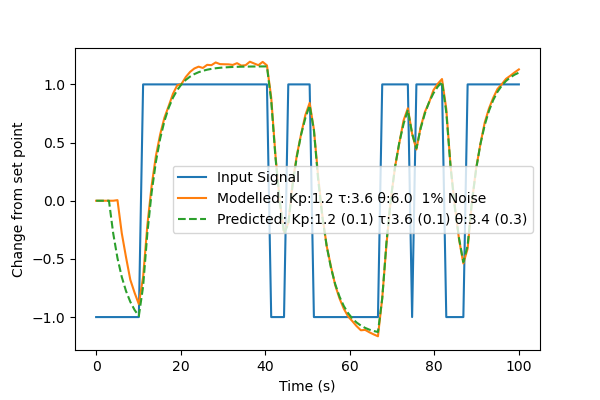 1.0
0.5
0.0
−0.5
−1.0
Change from set point
Input Signal
Modelled: Kp:1.2 τ:3.6 θ:6.0  1% Noise
Predicted: Kp:1.2 (0.1) τ:3.6 (0.1) θ:3.4 (0.3)
0 20 40 60 80 100
Time (s)